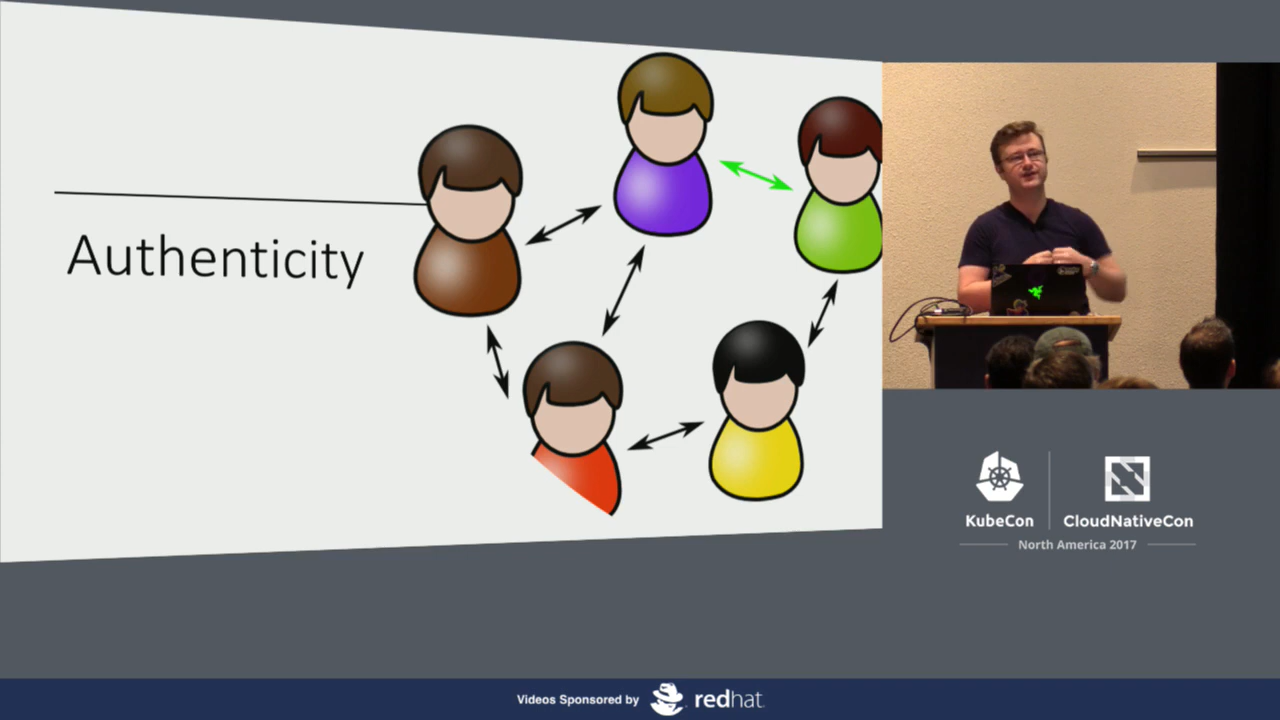 Authenticity
KubeCon
CloudNativeCon
North America 2017
Videos Sponsored by
redhat